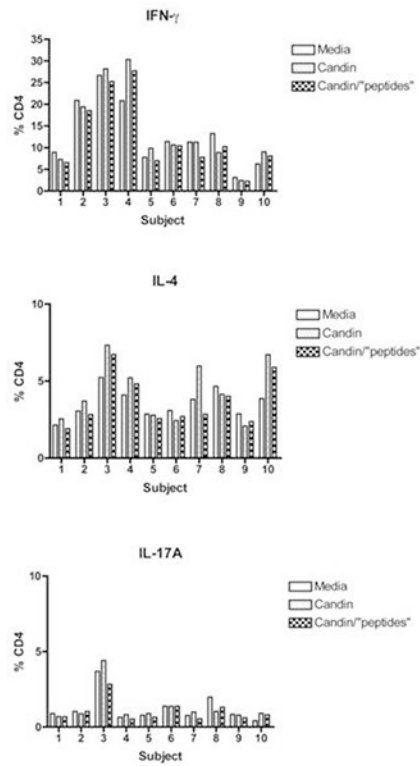 IFN-γ
35
30
25
20
15
10
5
0
% CD4
1 2 3 4 5 6 7 8 9 10
Subject
Media
Candin
Candin/"peptides"
IL-4
10
5
0
% CD4
1 2 3 4 5 6 7 8 9 10
Subject
Media
Candin
Candin/"peptides"
IL-17A
10
5
0
% CD4
1 2 3 4 5 6 7 8 9 10
Subject
Media
Candin
Candin/"peptides"